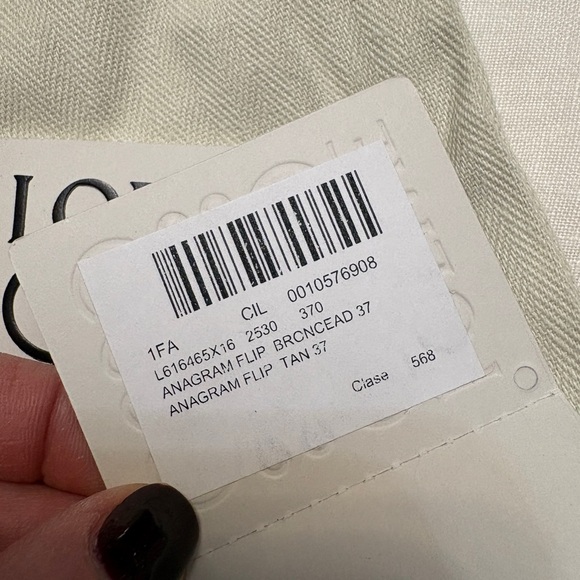 CIL 0010576908
1FA
L616465X16 2530 370
ANAGRAM FLIP BRONCEAD 37
ANAGRAM FLIP TAN 37
Clase 568